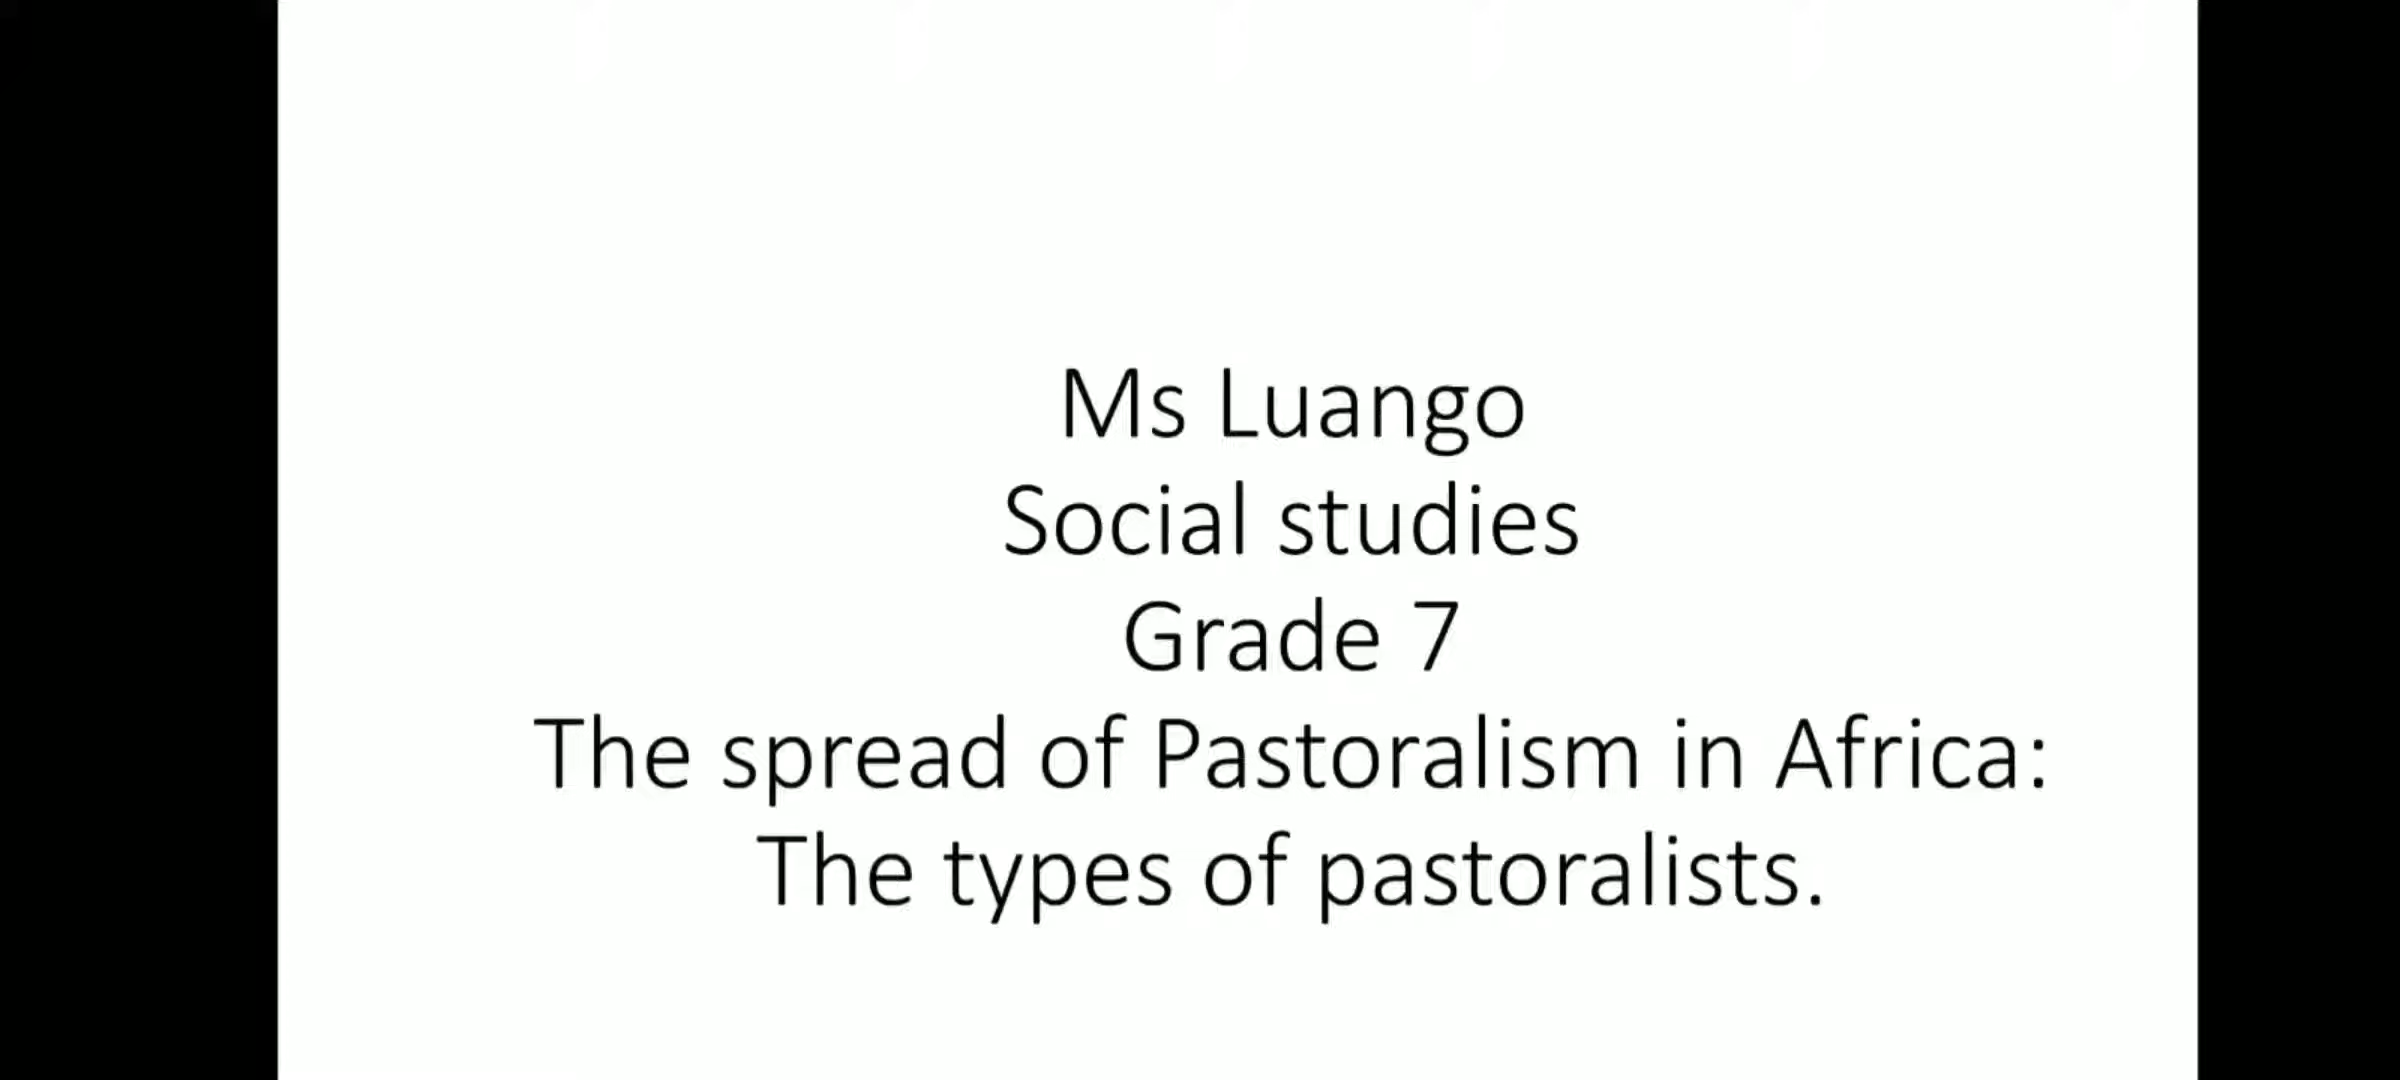 Ms Luango
Social studies
Grade 7
The spread of Pastoralism in Africa:
The types of pastoralists.